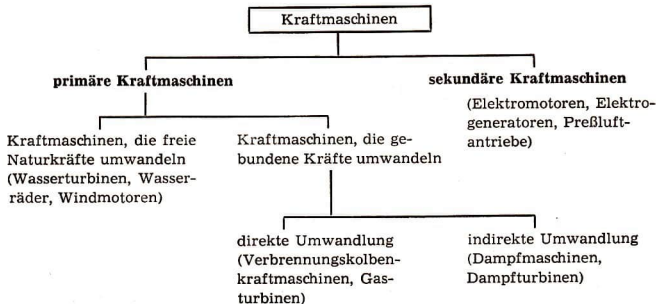 Kraftmaschinen
primäre Kraftmaschinen
sekundäre Kraftmaschinen
(Elektromotoren, Elektro-
generatoren, Preßluft-
antriebe)
Kraftmaschinen, die freie
Naturkräfte umwandeln
(Wasserturbinen, Wasser-
räder, Windmotoren)
Kraftmaschinen, die ge-
bundene Kräfte umwandeln
direkte Umwandlung
(Verbrennungskolben-
kraftmaschinen, Gas-
turbinen)
indirekte Umwandlung
(Dampfmaschinen,
Dampfturbinen)